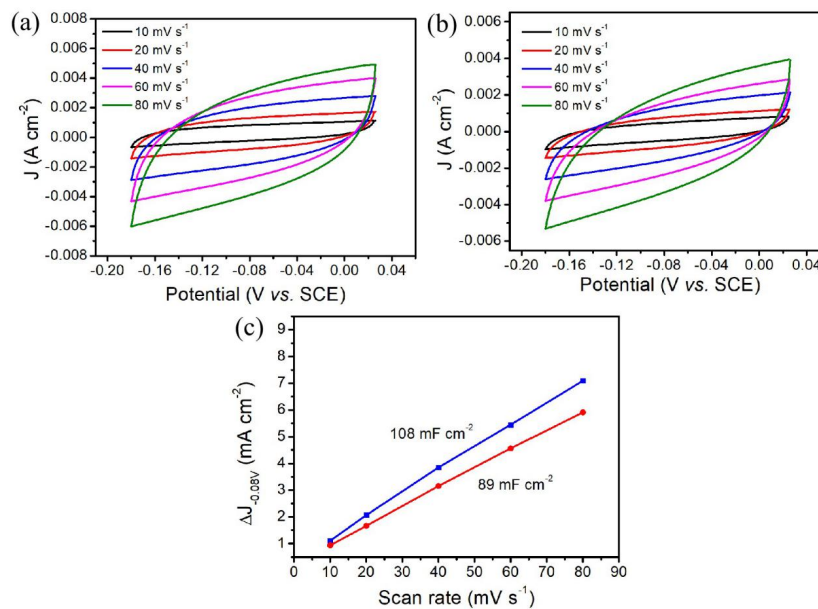 (a)
0.008
0.006
0.004
0.002
0.000
-0.002
-0.004
-0.006
-0.008
J (A cm⁻²)
10 mV s⁻¹
20 mV s⁻¹
40 mV s⁻¹
60 mV s⁻¹
80 mV s⁻¹
-0.20 -0.16 -0.12 -0.08 -0.04 0.00 0.04
Potential (V vs. SCE)
(b)
0.006
0.004
0.002
0.000
-0.002
-0.004
-0.006
J (A cm⁻²)
10 mV s⁻¹
20 mV s⁻¹
40 mV s⁻¹
60 mV s⁻¹
80 mV s⁻¹
-0.20 -0.16 -0.12 -0.08 -0.04 0.00 0.04
Potential (V vs. SCE)
(c)
9
8
7
6
5
4
3
2
1
ΔJ-0.08V (mA cm⁻²)
108 mF cm⁻²
89 mF cm⁻²
0 10 20 30 40 50 60 70 80 90
Scan rate (mV s⁻¹)